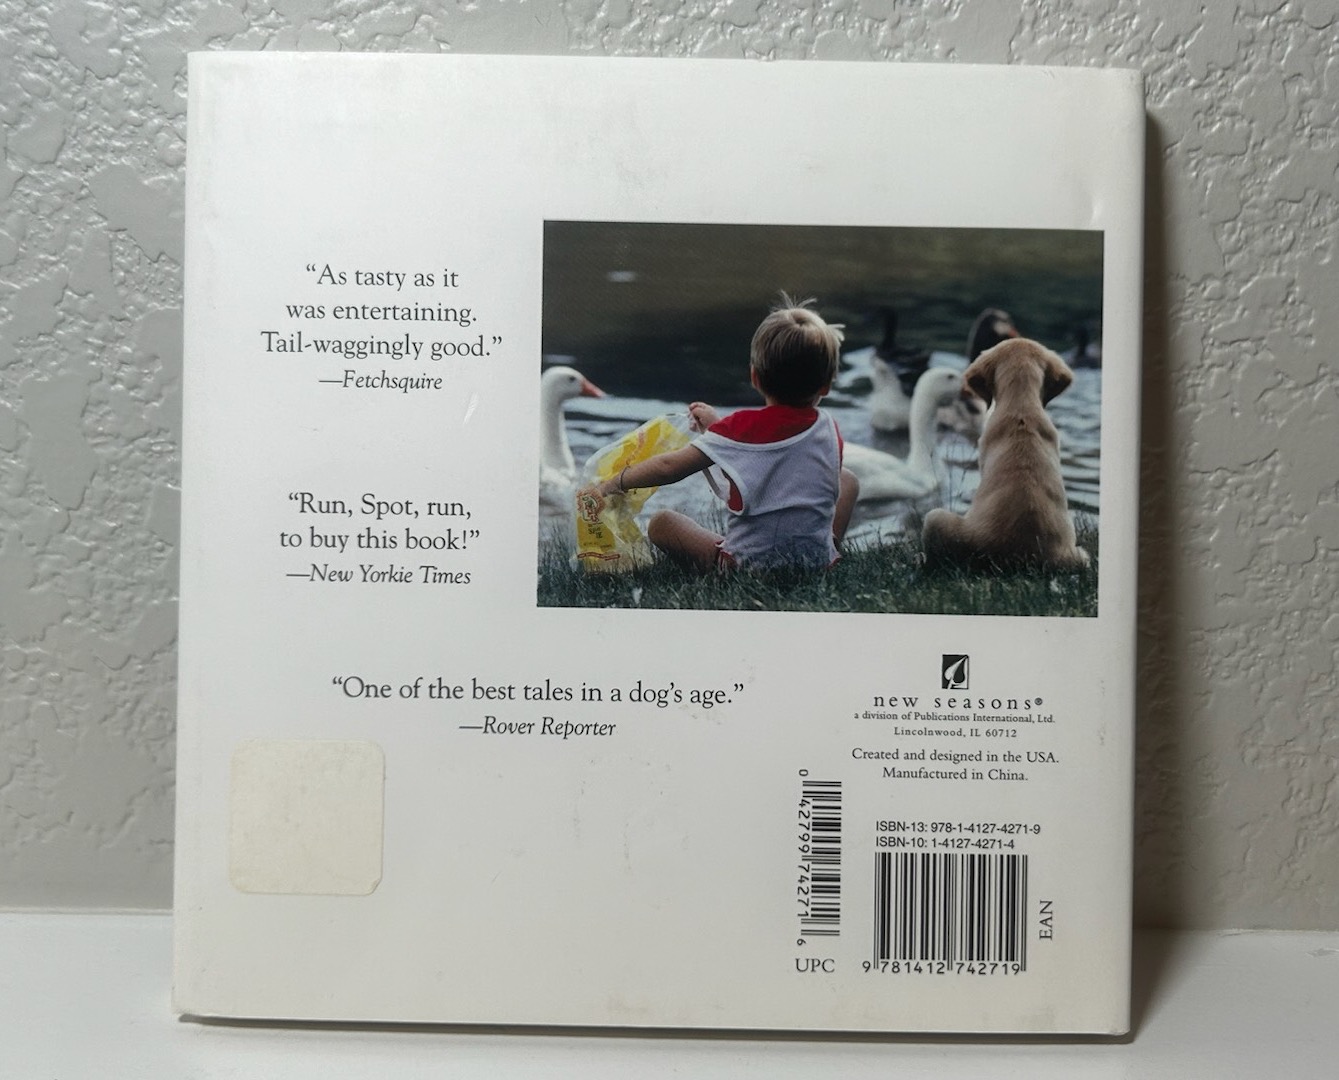 “As tasty as it
was entertaining.
Tail-waggingly good.”
—Fetchsquire
“Run, Spot, run,
to buy this book!”
—New Yorkie Times
“One of the best tales in a dog’s age.”
—Rover Reporter
new seasons®
a division of Publications International, Ltd.
Lincolnwood, IL 60712
Created and designed in the USA.
Manufactured in China.
0 42799 74271 6
UPC
ISBN-13: 978-1-4127-4271-9
ISBN-10: 1-4127-4271-4
9 781412 742719
EAN